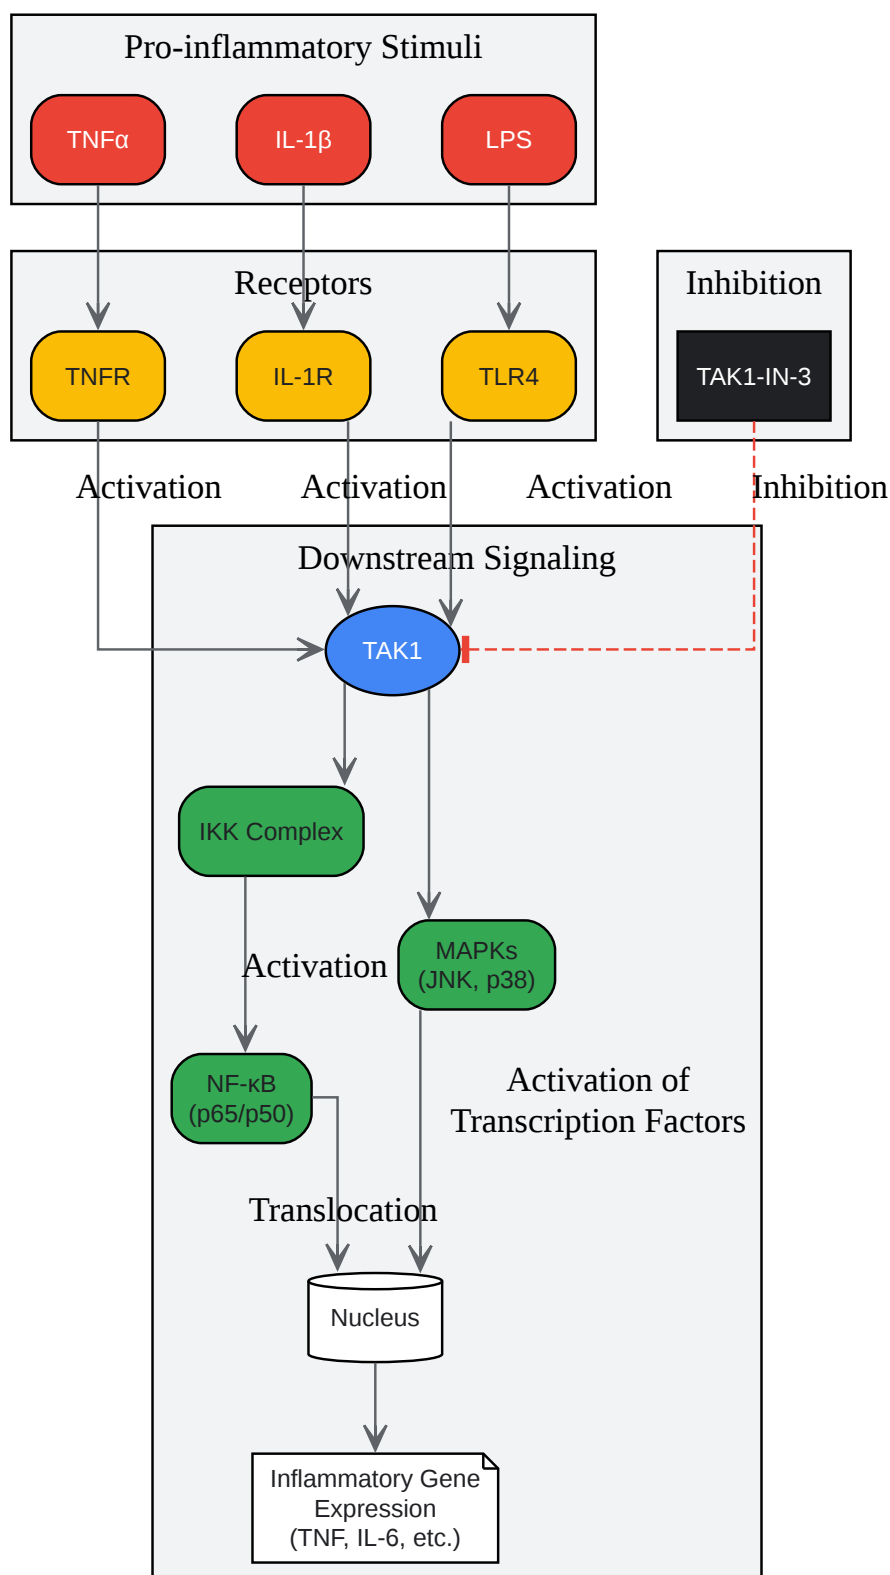 Pro-inflammatory Stimuli
TNFα
IL-1β
LPS
Receptors
Inhibition
TNFR
IL-1R
TLR4
TAK1-IN-3
Activation
Activation
Activation
Inhibition
Downstream Signaling
TAK1
IKK Complex
MAPKs
(JNK, p38)
Activation
NF-κB
(p65/p50)
Activation of
Transcription Factors
Translocation
Nucleus
Inflammatory Gene
Expression
(TNF, IL-6, etc.)